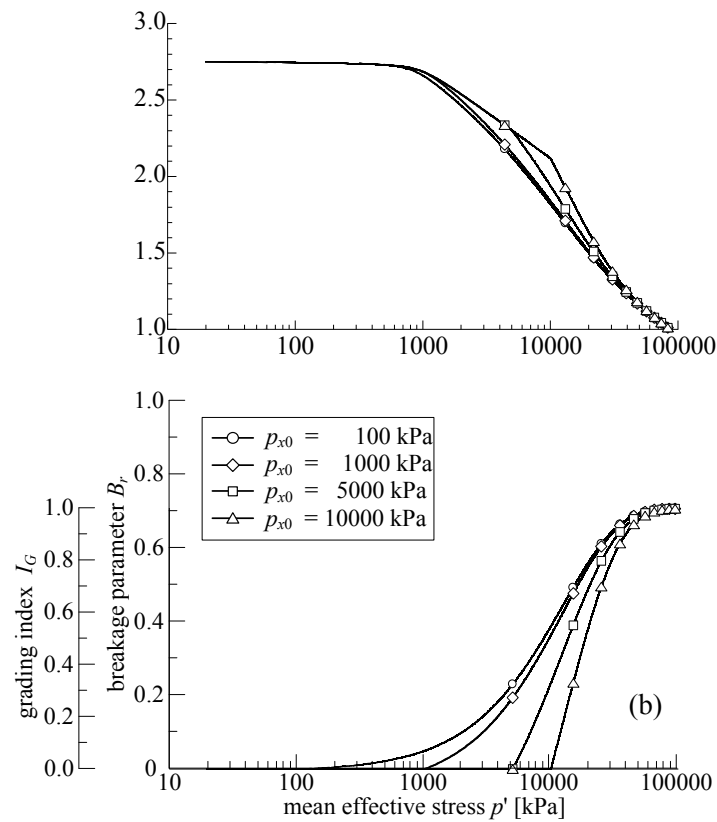 3.0
2.5
2.0
1.5
1.0
10 100 1000 10000 100000
1.0
0.8
0.6
0.4
0.2
0
breakage parameter B_r
1.0
0.8
0.6
0.4
0.2
0.0
grading index I_G
p_x0 = 100 kPa
p_x0 = 1000 kPa
p_x0 = 5000 kPa
p_x0 = 10000 kPa
(b)
10 100 1000 10000 100000
mean effective stress p' [kPa]